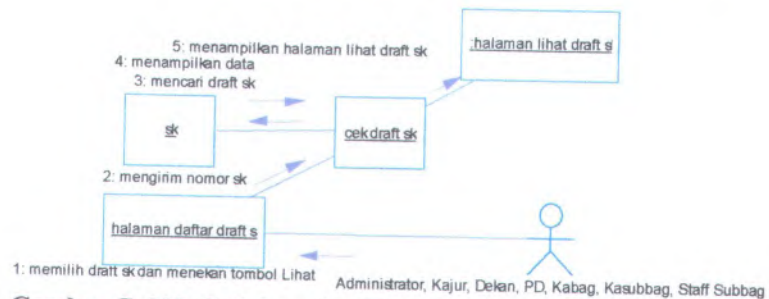 5: menampilkan halaman lihat draft sk
:halaman lihat draft s
4: menampilkan data
3: mencari draft sk
sk
cek draft sk
2: mengirim nomor sk
halaman daftar draft s
1: memilih draft sk dan menekan tombol Lihat
Administrator, Kajur, Dekan, PD, Kabag, Kasubbag, Staff Subbag